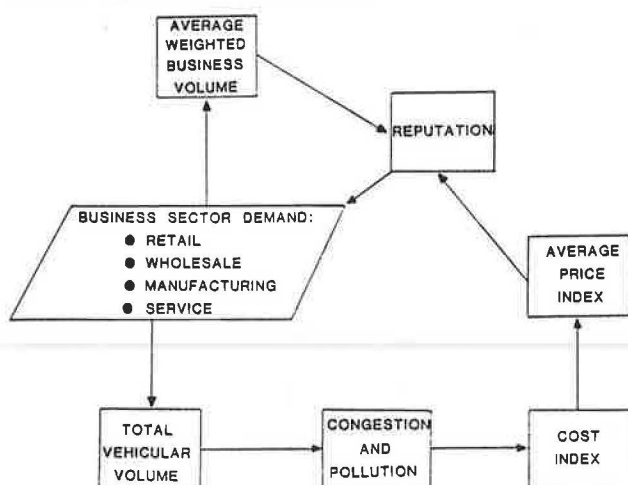 AVERAGE
WEIGHTED
BUSINESS
VOLUME
REPUTATION
BUSINESS SECTOR DEMAND:
● RETAIL
● WHOLESALE
● MANUFACTURING
● SERVICE
AVERAGE
PRICE
INDEX
TOTAL
VEHICULAR
VOLUME
CONGESTION
AND
POLLUTION
COST
INDEX